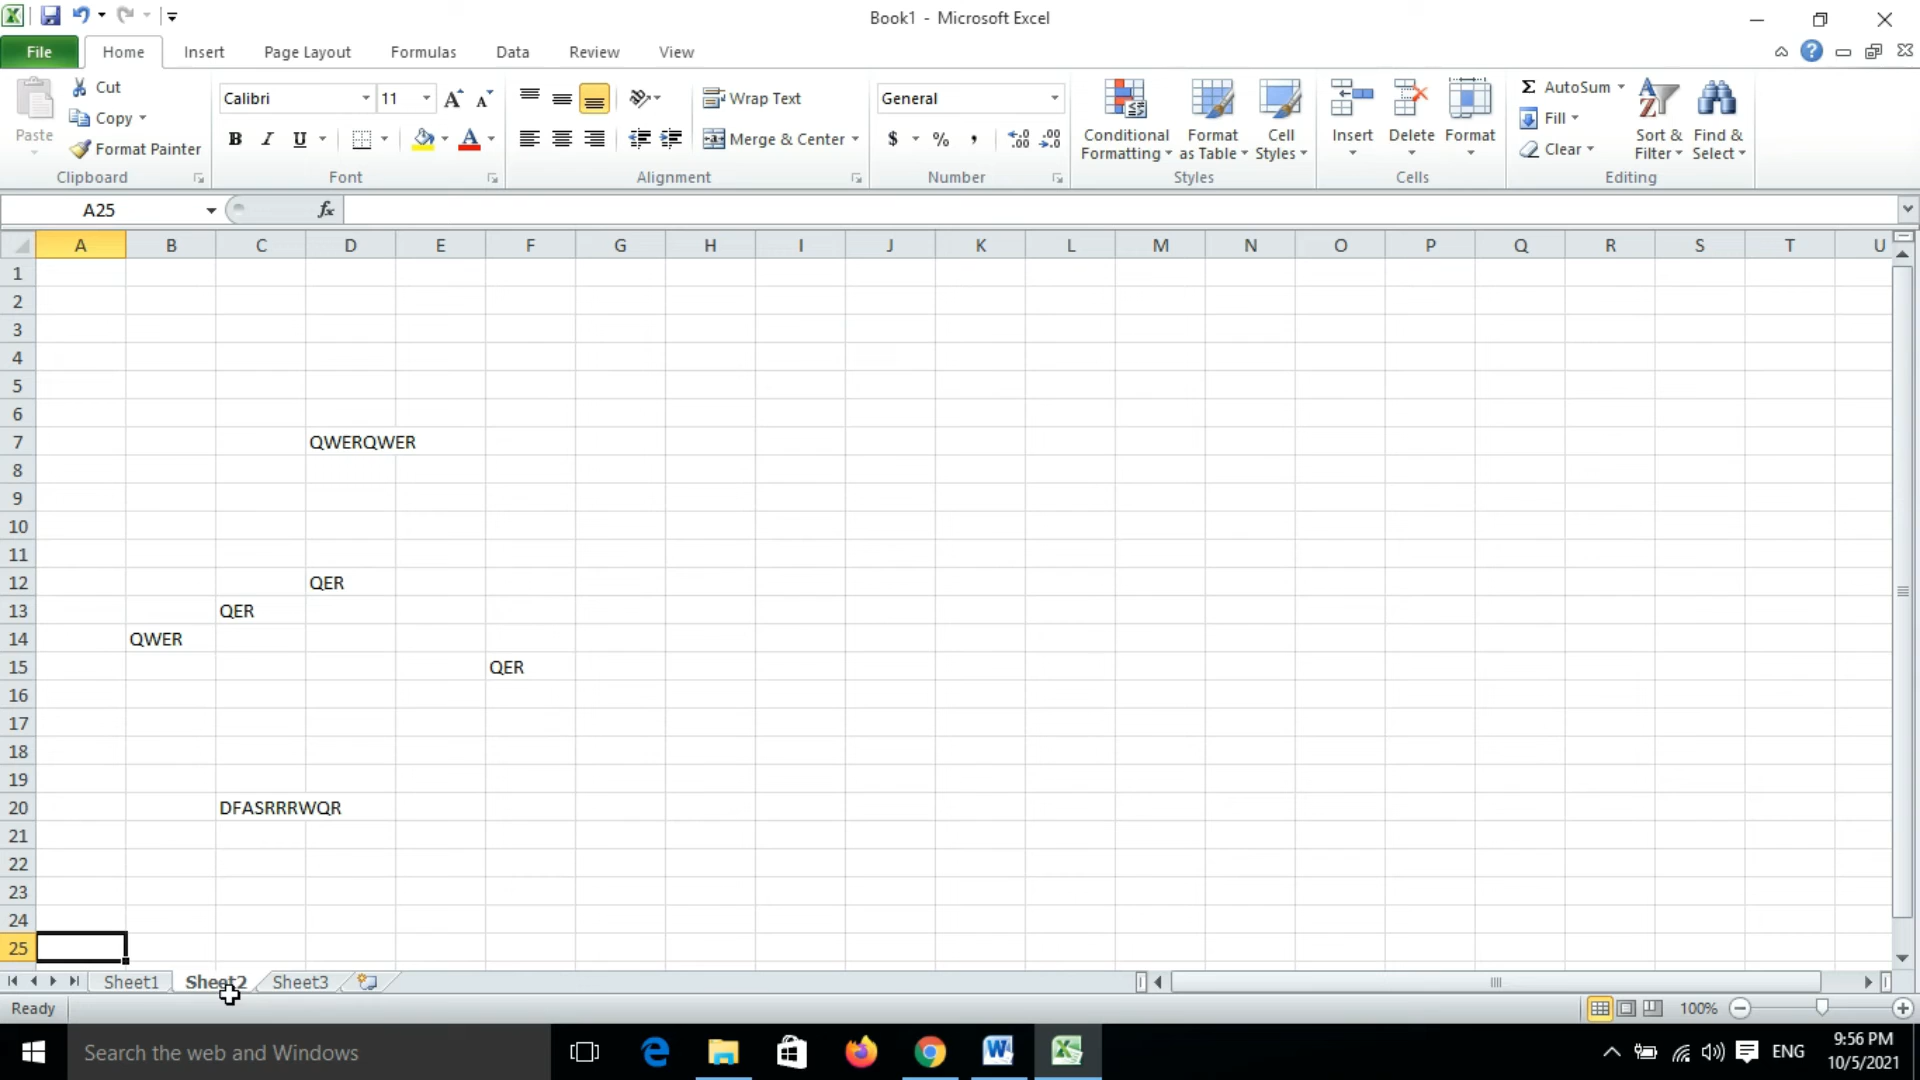 Book1 - Microsoft Excel
File Home Insert Page Layout Formulas Data Review View
Paste
Cut
Copy
Format Painter
Clipboard
Calibri 11
B I U
Font
Wrap Text
Merge & Center
Alignment
General
$ % ,
Number
Conditional Formatting
Format as Table
Cell Styles
Styles
Insert Delete Format
Cells
AutoSum
Fill
Clear
Sort & Filter
Find & Select
Editing
A25 fx
A B C D E F G H I J K L M N O P Q R S T U
1
2
3
4
5
6
7 QWERQWER
8
9
10
11
12 QER
13 QER
14 QWER
15 QER
16
17
18
19
20 DFASRRRWQR
21
22
23
24
25
Sheet1 Sheet2 Sheet3
Ready 100%
Search the web and Windows
ENG
9:56 PM
10/5/2021